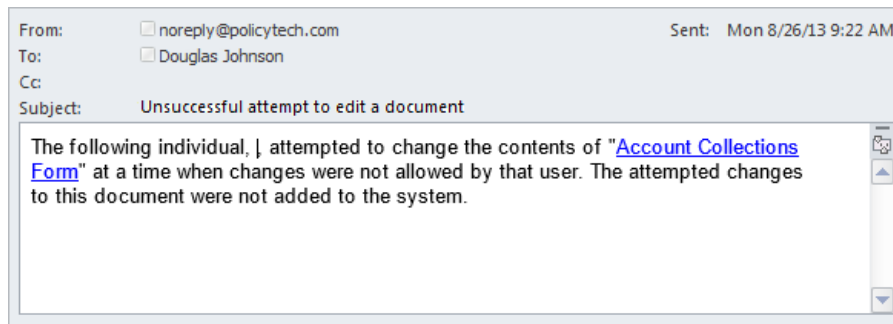 From: noreply@policytech.com Sent: Mon 8/26/13 9:22 AM
To: Douglas Johnson
Cc:
Subject: Unsuccessful attempt to edit a document
The following individual, , attempted to change the contents of "Account Collections
Form" at a time when changes were not allowed by that user. The attempted changes
to this document were not added to the system.